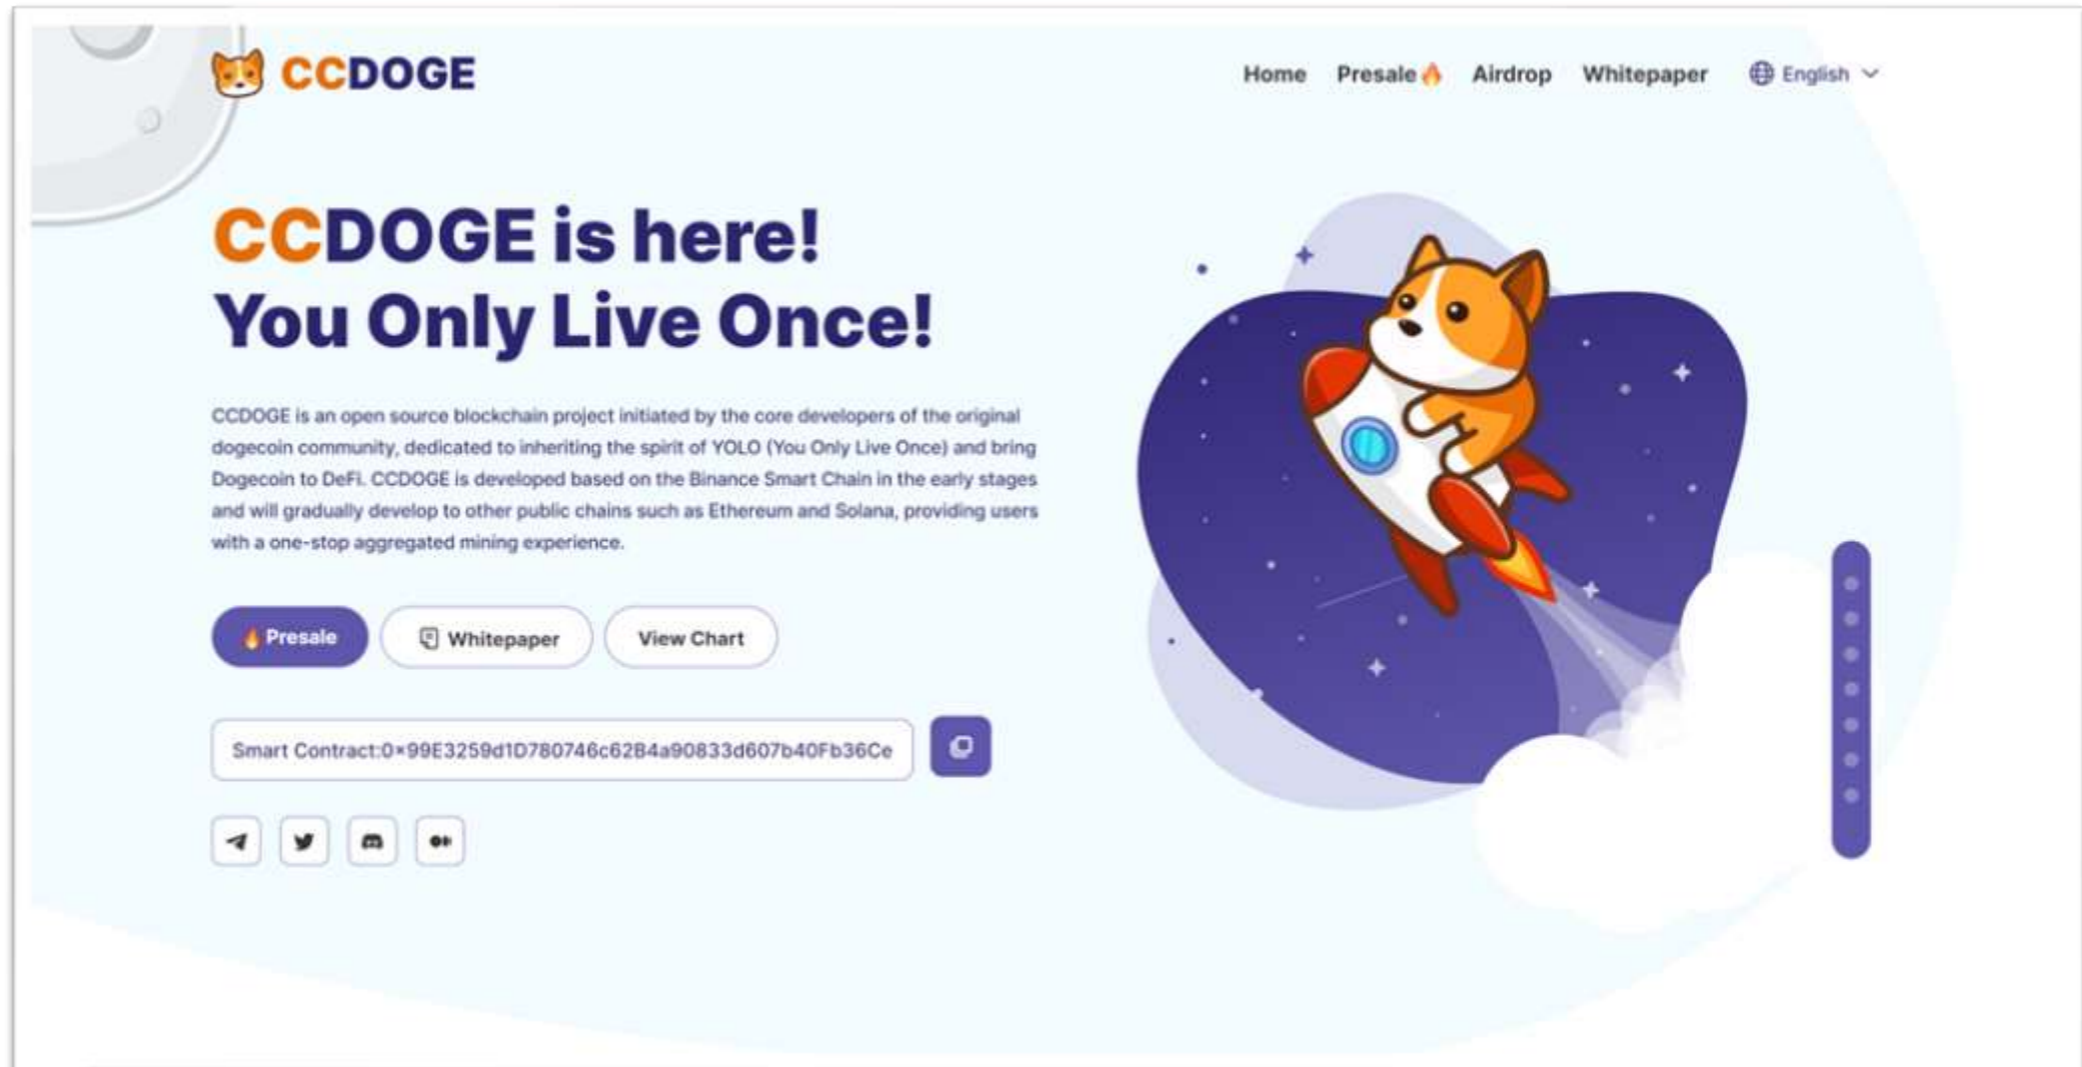 CCDOGE
Home Presale🔥 Airdrop Whitepaper English
CCDOGE is here!
You Only Live Once!
CCDOGE is an open source blockchain project initiated by the core developers of the original
dogecoin community, dedicated to inheriting the spirit of YOLO (You Only Live Once) and bring
Dogecoin to DeFi. CCDOGE is developed based on the Binance Smart Chain in the early stages
and will gradually develop to other public chains such as Ethereum and Solana, providing users
with a one-stop aggregated mining experience.
🔥Presale Whitepaper View Chart
Smart Contract:0×99E3259d1D780746c62B4a90833d607b40Fb36Ce